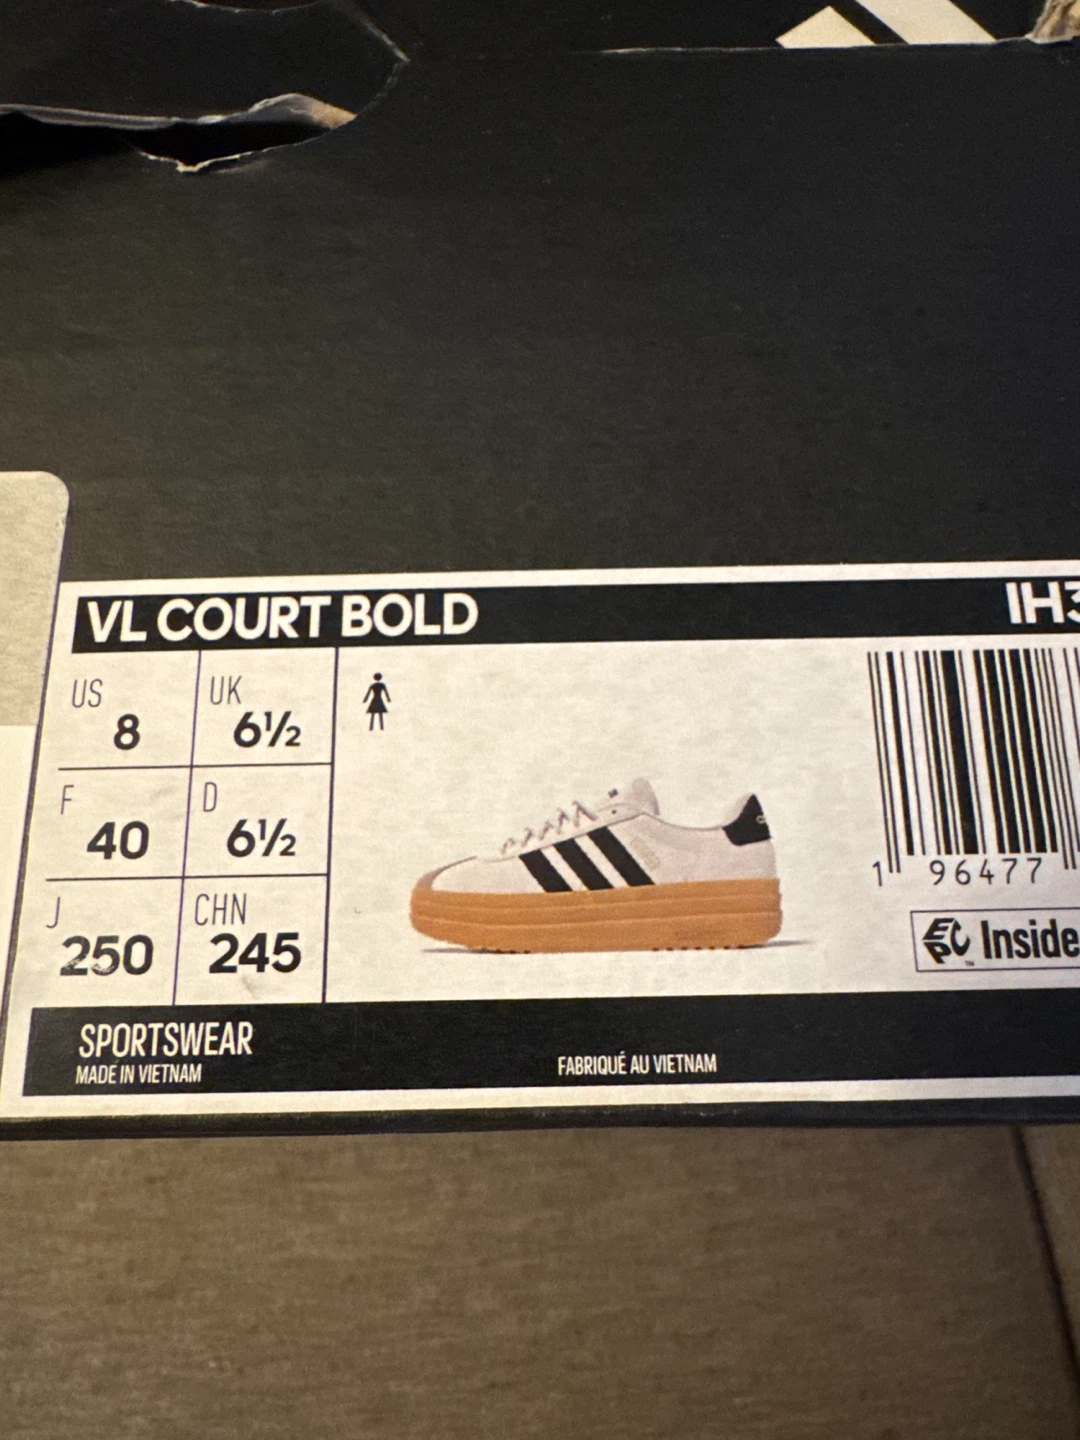 VL COURT BOLD
US 8
UK 6½
F 40
D 6½
J 250
CHN 245
1 96477
EPC™ Inside
SPORTSWEAR
MADE IN VIETNAM
FABRIQUÉ AU VIETNAM